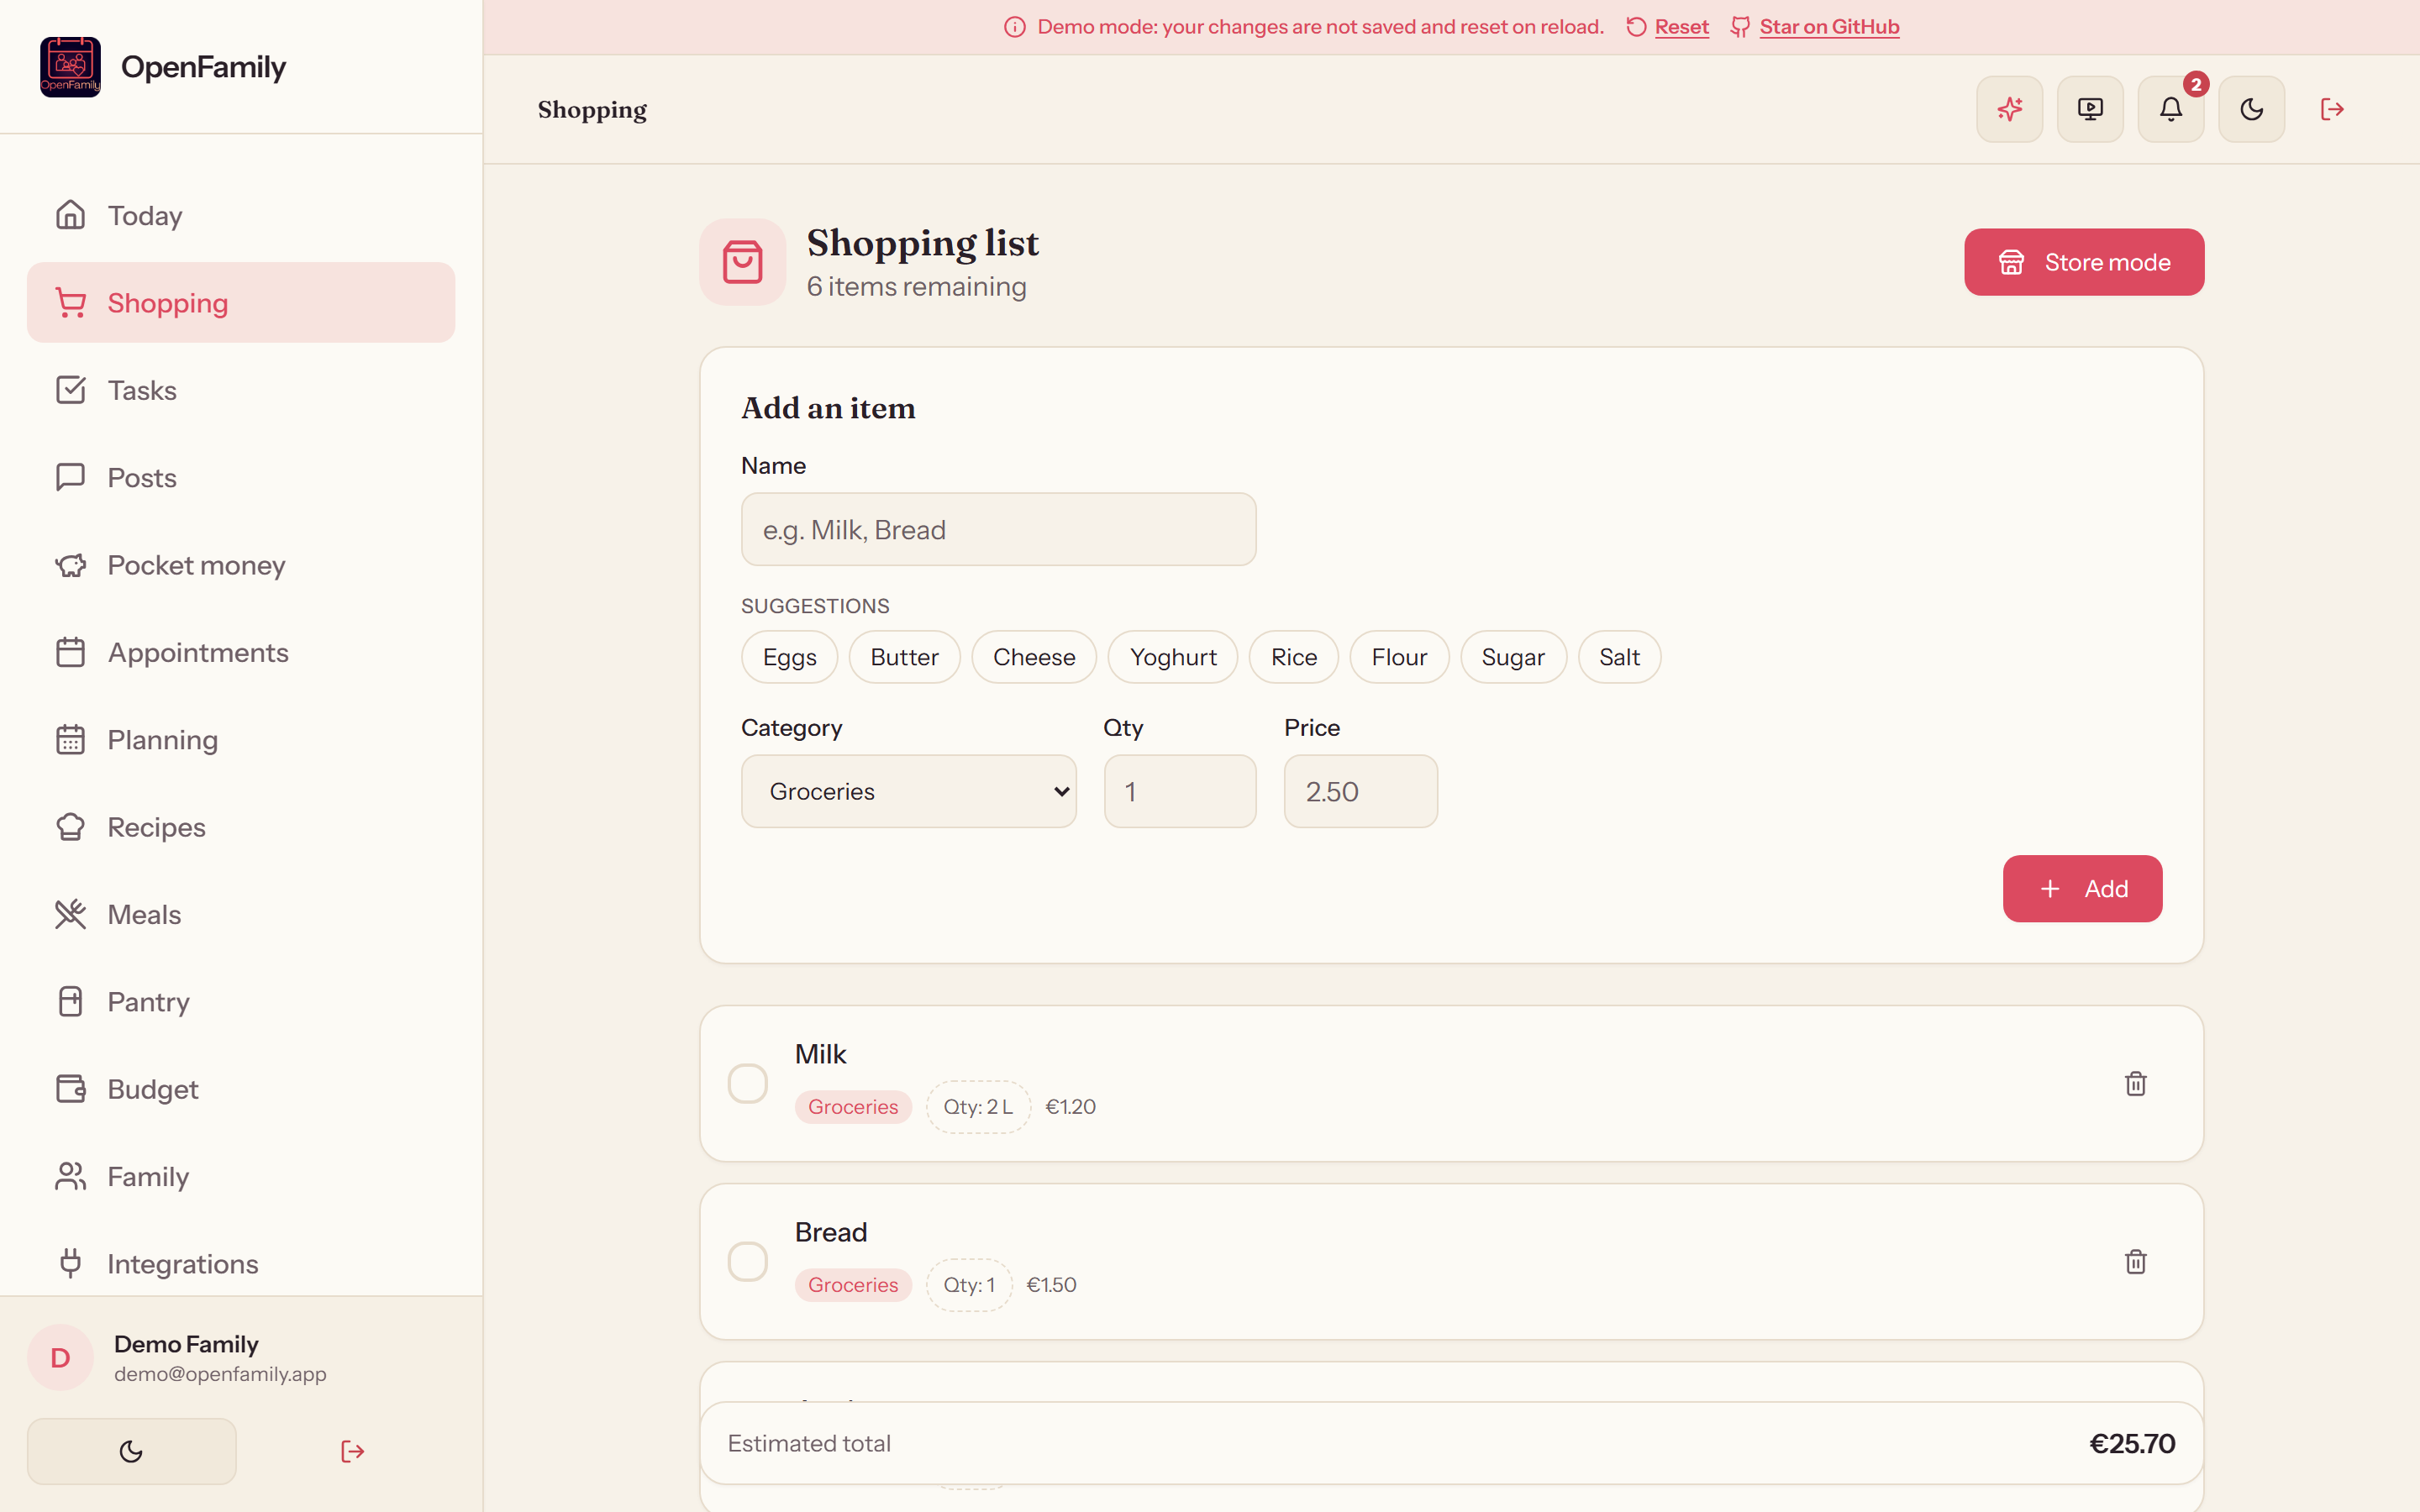 OpenFamily
OpenFamily
Today
Shopping
Tasks
Posts
Pocket money
Appointments
Planning
Recipes
Meals
Pantry
Budget
Family
Integrations
D
Demo Family
demo@openfamily.app
Demo mode: your changes are not saved and reset on reload. Reset Star on GitHub
Shopping
2
Shopping list
6 items remaining
Store mode
Add an item
Name
e.g. Milk, Bread
SUGGESTIONS
Eggs Butter Cheese Yoghurt Rice Flour Sugar Salt
Category Qty Price
Groceries 1 2.50
Add
Milk
Groceries Qty: 2 L €1.20
Bread
Groceries Qty: 1 €1.50
Estimated total €25.70